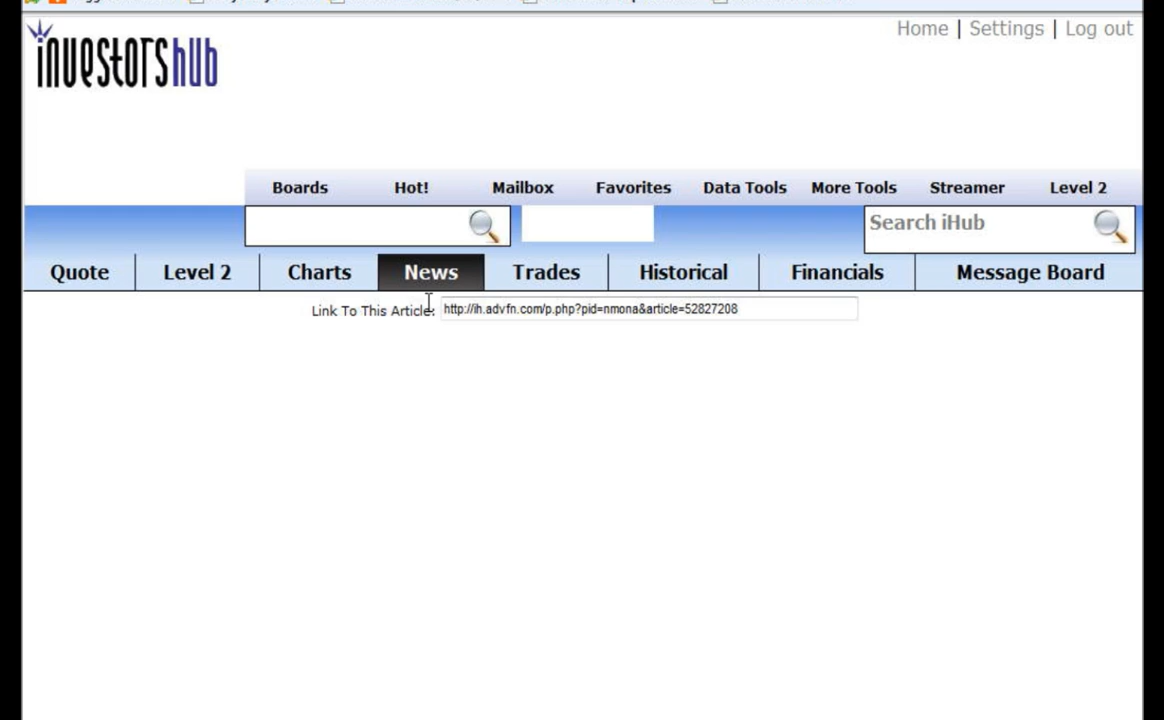 Home | Settings | Log out
investorshub
Boards Hot! Mailbox Favorites Data Tools More Tools Streamer Level 2
Search iHub
Quote Level 2 Charts News Trades Historical Financials Message Board
Link To This Article: http://ih.advfn.com/p.php?pid=nmona&article=52827208